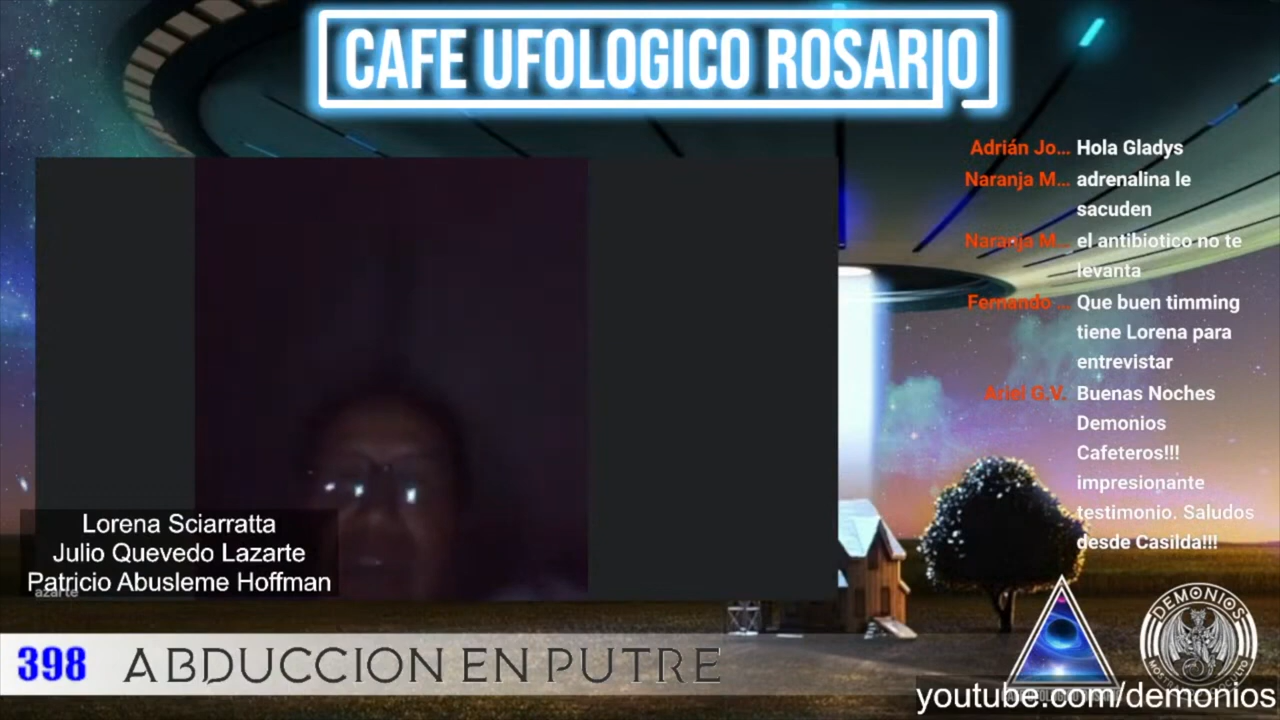 CAFE UFOLOGICO ROSARIO
Adrián Jo... Hola Gladys
Naranja M... adrenalina le
sacuden
Naranja M... el antibiotico no te
levanta
Fernando ... Que buen timming
tiene Lorena para
entrevistar
Ariel G.V. Buenas Noches
Demonios
Cafeteros!!!
impresionante
testimonio. Saludos
desde Casilda!!!
Lorena Sciarratta
Julio Quevedo Lazarte
Patricio Abusleme Hoffman
azarte
398 ABDUCCION EN PUTRE
DEMONIOS
youtube.com/demonios